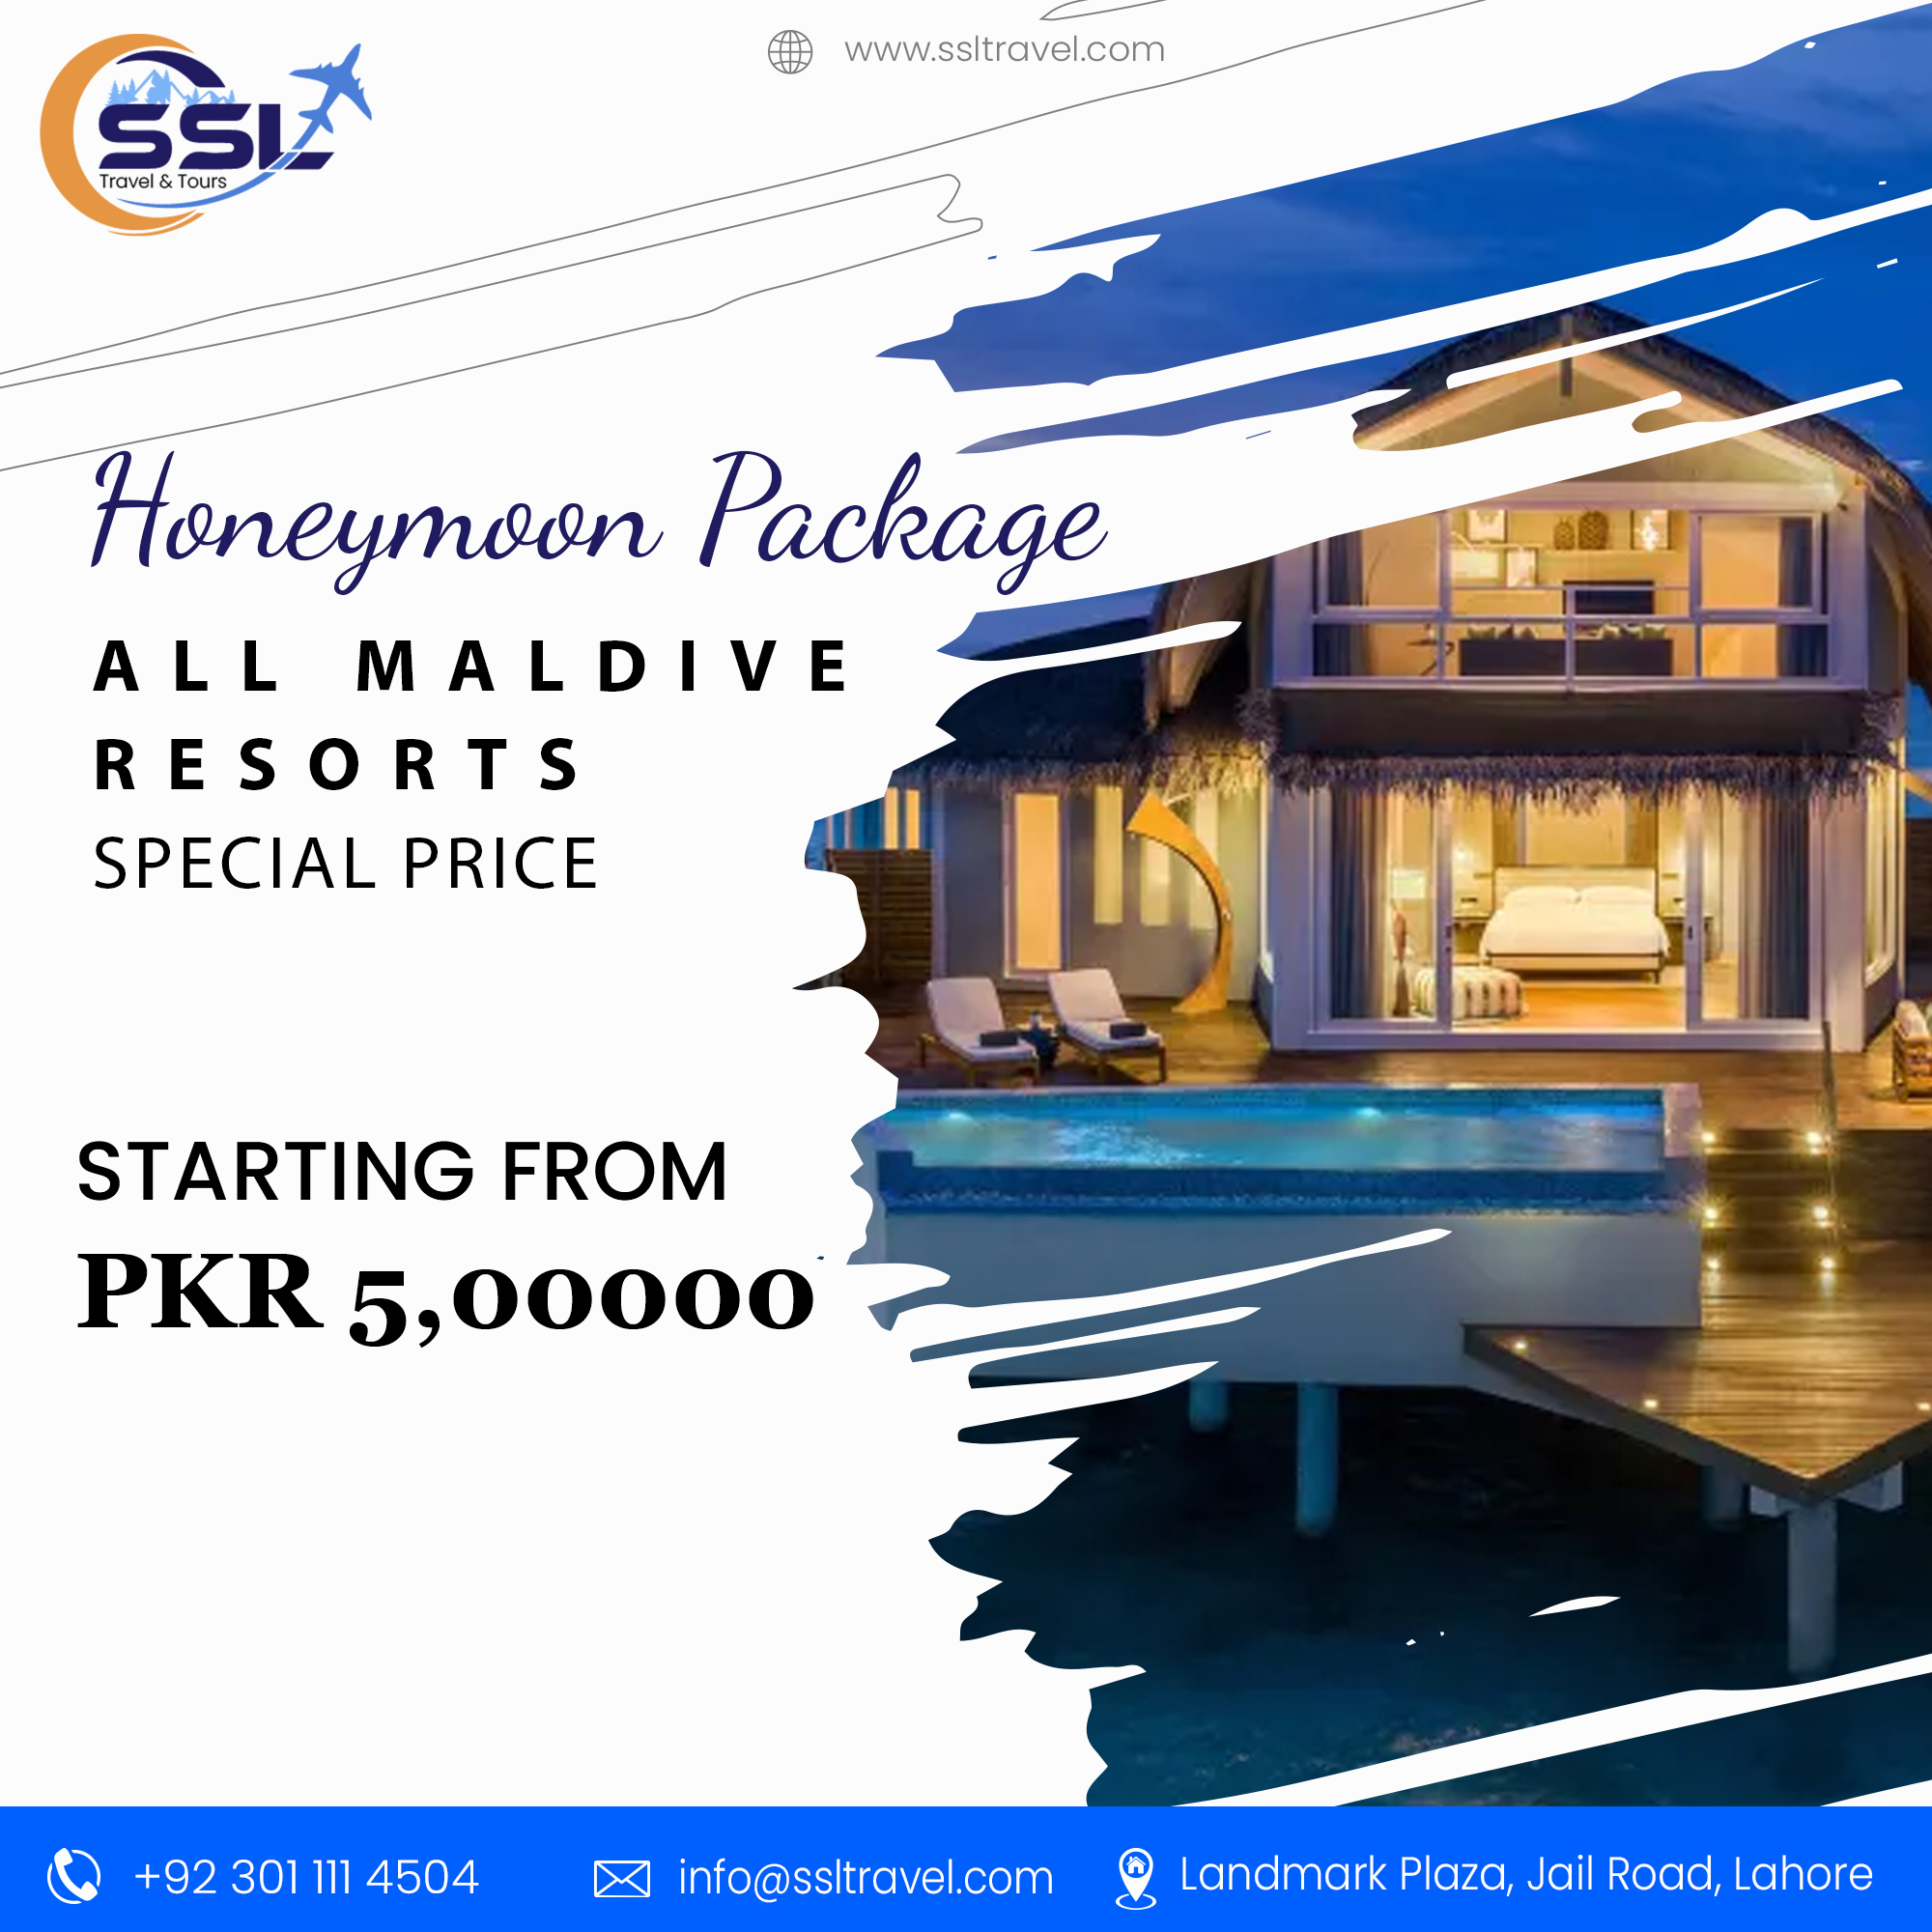 SSL
Travel & Tours
www.ssltravel.com
Honeymoon Package
ALL MALDIVE
RESORTS
SPECIAL PRICE
STARTING FROM
PKR 5,00000
+92 301 111 4504
info@ssltravel.com
Landmark Plaza, Jail Road, Lahore